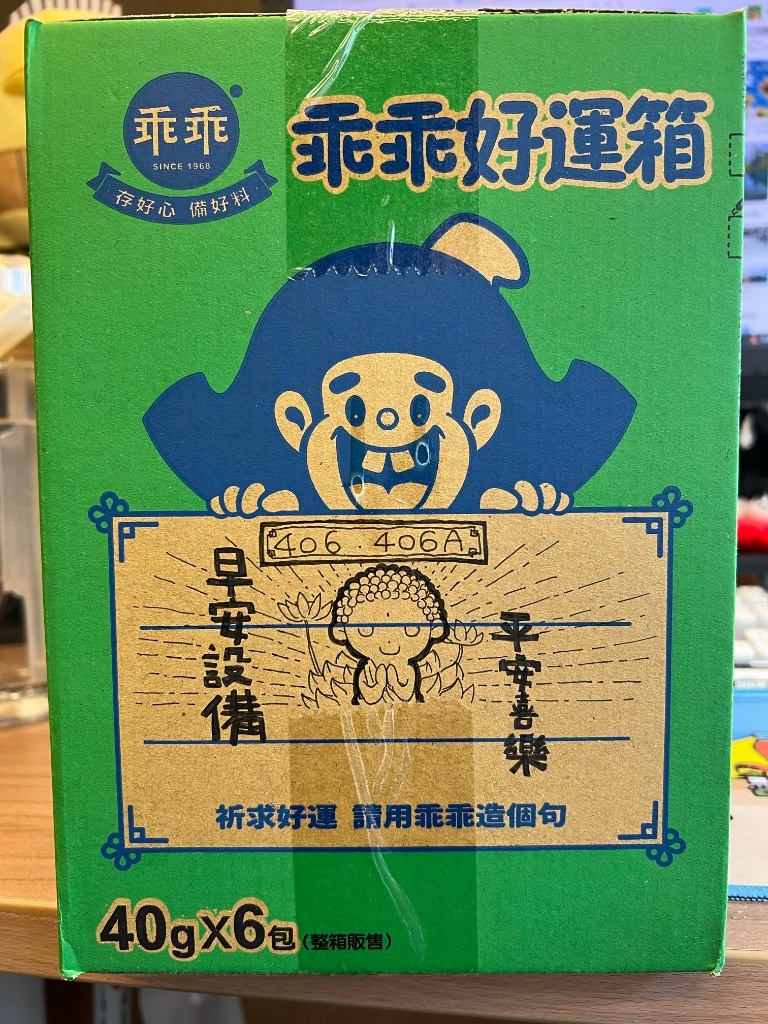 乖乖
SINCE 1968
存好心 備好料
乖乖好運箱
406.406A
早安設備
平安喜樂
祈求好運 請用乖乖造個句
40gX6包(整箱販售)